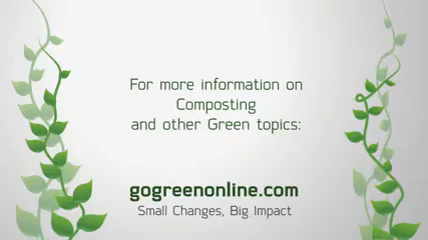 For more information on
Composting
and other Green topics:
gogreenonline.com
Small Changes, Big Impact